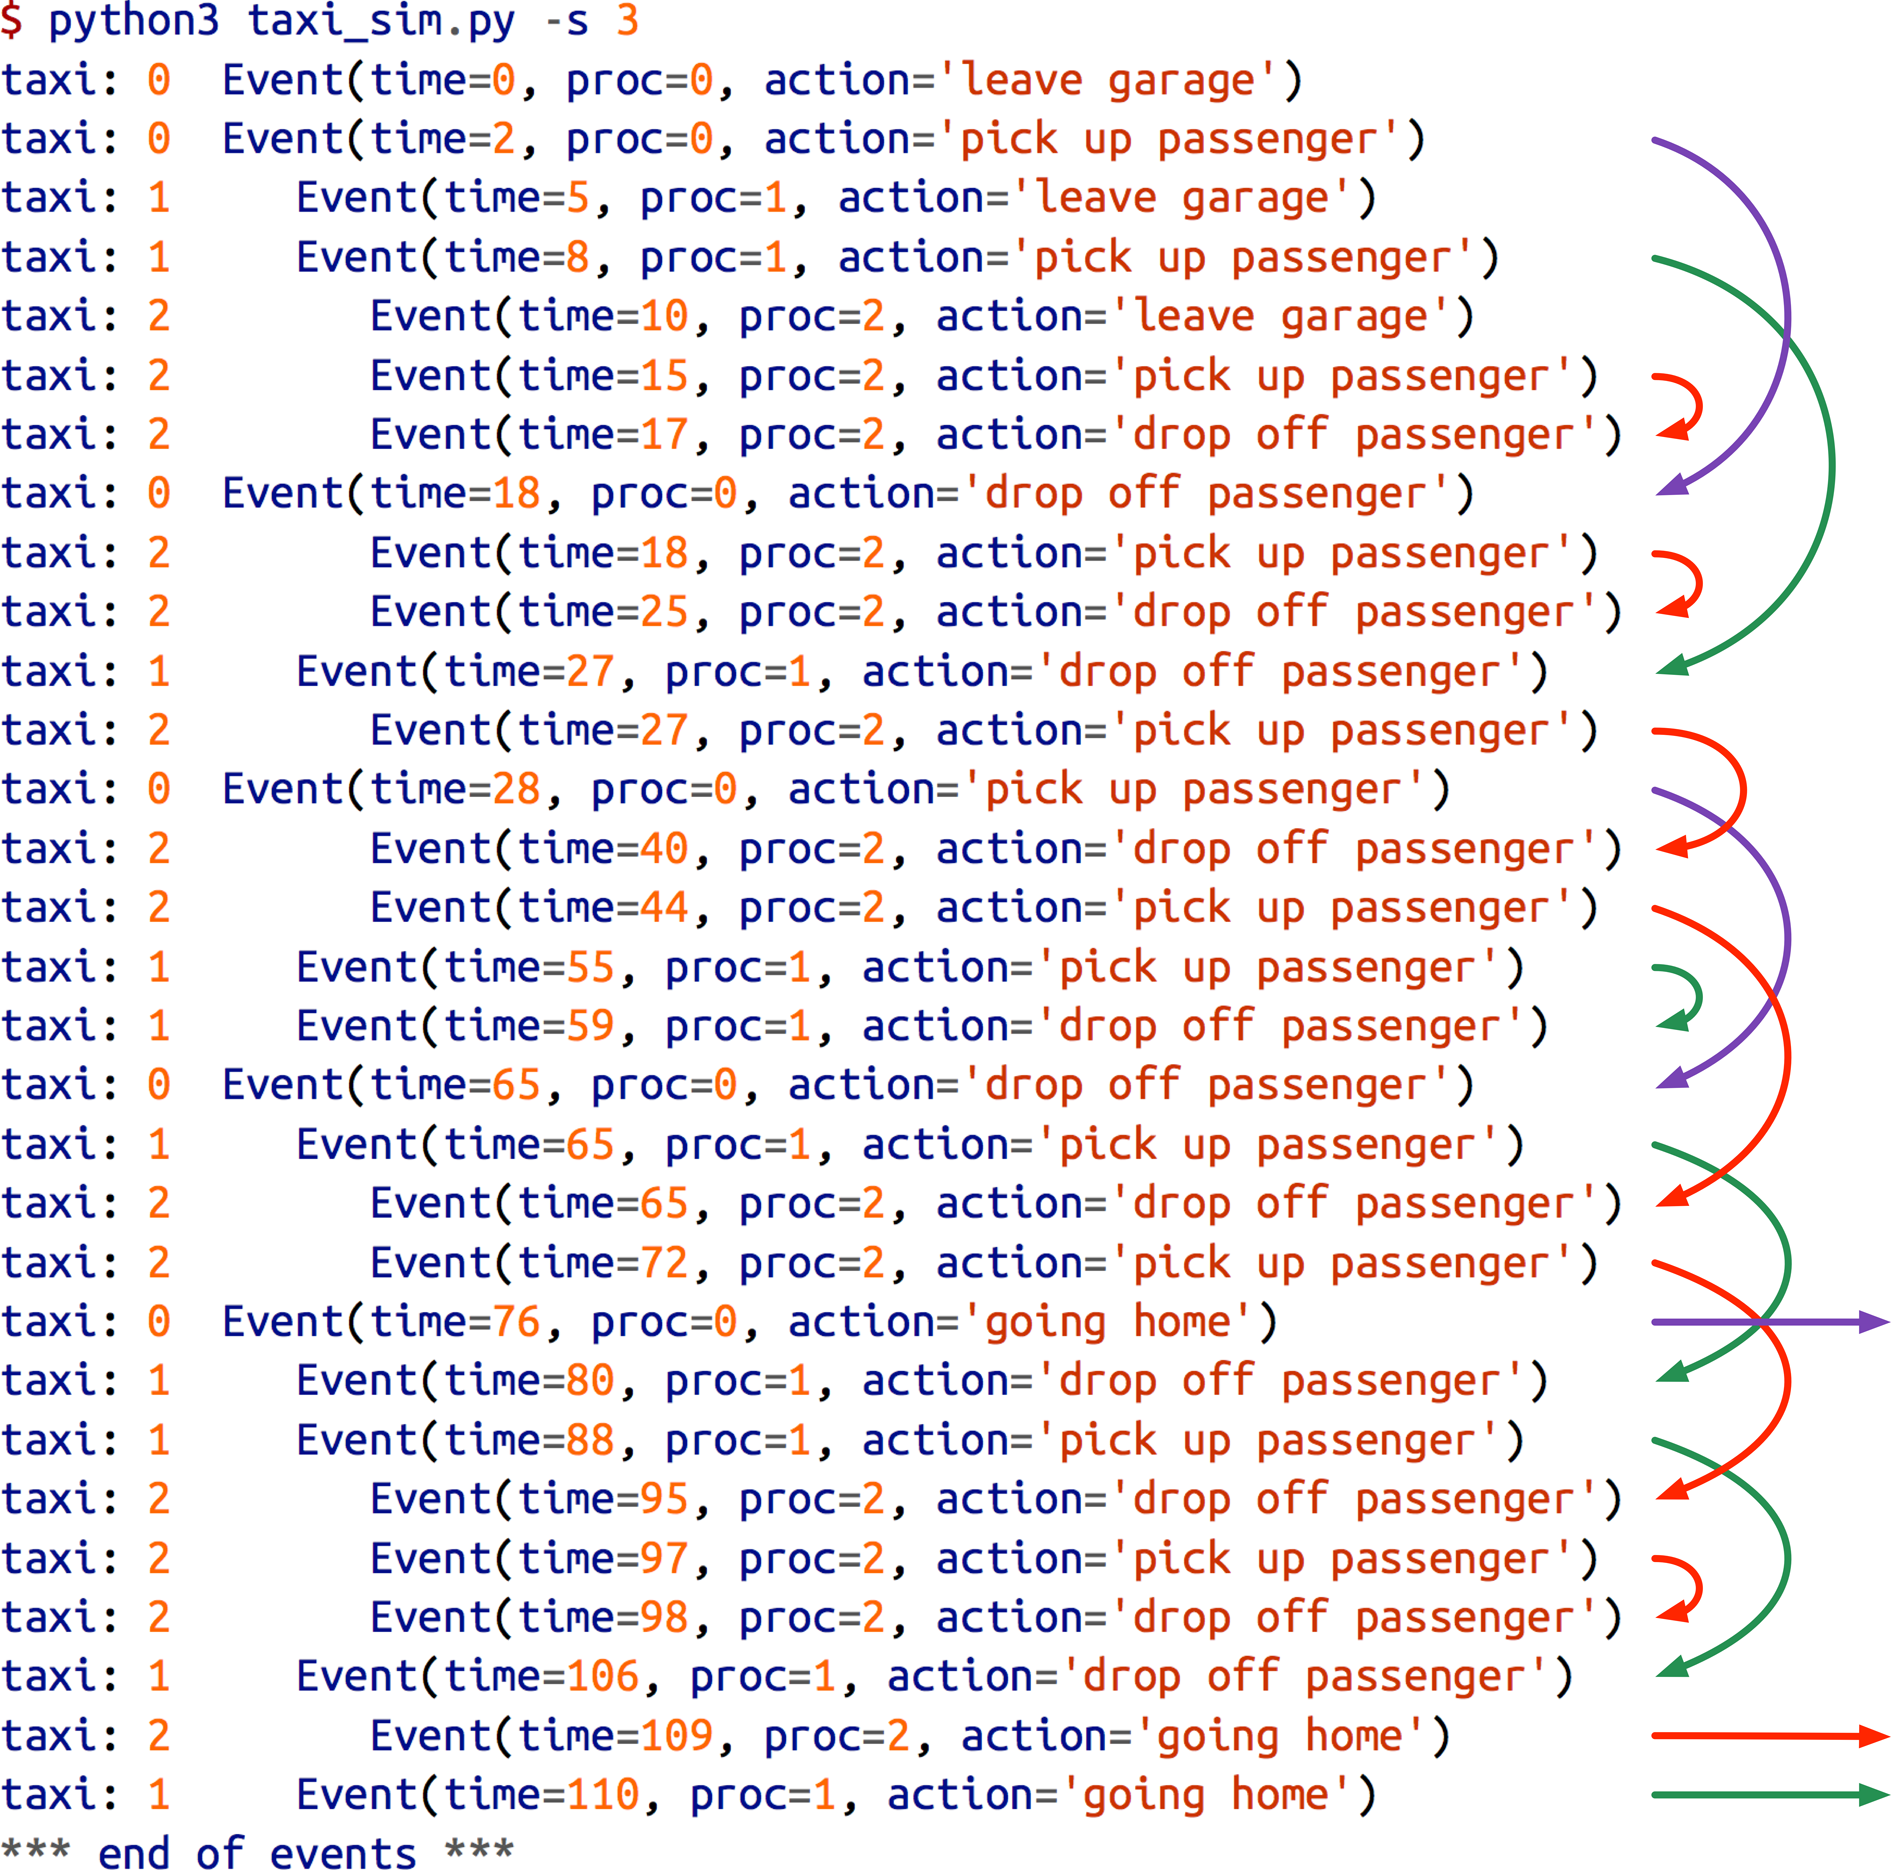 $ python3 taxi_sim.py -s 3
taxi: 0  Event(time=0, proc=0, action='leave garage')
taxi: 0  Event(time=2, proc=0, action='pick up passenger')
taxi: 1     Event(time=5, proc=1, action='leave garage')
taxi: 1     Event(time=8, proc=1, action='pick up passenger')
taxi: 2        Event(time=10, proc=2, action='leave garage')
taxi: 2        Event(time=15, proc=2, action='pick up passenger')
taxi: 2        Event(time=17, proc=2, action='drop off passenger')
taxi: 0  Event(time=18, proc=0, action='drop off passenger')
taxi: 2        Event(time=18, proc=2, action='pick up passenger')
taxi: 2        Event(time=25, proc=2, action='drop off passenger')
taxi: 1     Event(time=27, proc=1, action='drop off passenger')
taxi: 2        Event(time=27, proc=2, action='pick up passenger')
taxi: 0  Event(time=28, proc=0, action='pick up passenger')
taxi: 2        Event(time=40, proc=2, action='drop off passenger')
taxi: 2        Event(time=44, proc=2, action='pick up passenger')
taxi: 1     Event(time=55, proc=1, action='pick up passenger')
taxi: 1     Event(time=59, proc=1, action='drop off passenger')
taxi: 0  Event(time=65, proc=0, action='drop off passenger')
taxi: 1     Event(time=65, proc=1, action='pick up passenger')
taxi: 2        Event(time=65, proc=2, action='drop off passenger')
taxi: 2        Event(time=72, proc=2, action='pick up passenger')
taxi: 0  Event(time=76, proc=0, action='going home')
taxi: 1     Event(time=80, proc=1, action='drop off passenger')
taxi: 1     Event(time=88, proc=1, action='pick up passenger')
taxi: 2        Event(time=95, proc=2, action='drop off passenger')
taxi: 2        Event(time=97, proc=2, action='pick up passenger')
taxi: 2        Event(time=98, proc=2, action='drop off passenger')
taxi: 1     Event(time=106, proc=1, action='drop off passenger')
taxi: 2        Event(time=109, proc=2, action='going home')
taxi: 1     Event(time=110, proc=1, action='going home')
*** end of events ***